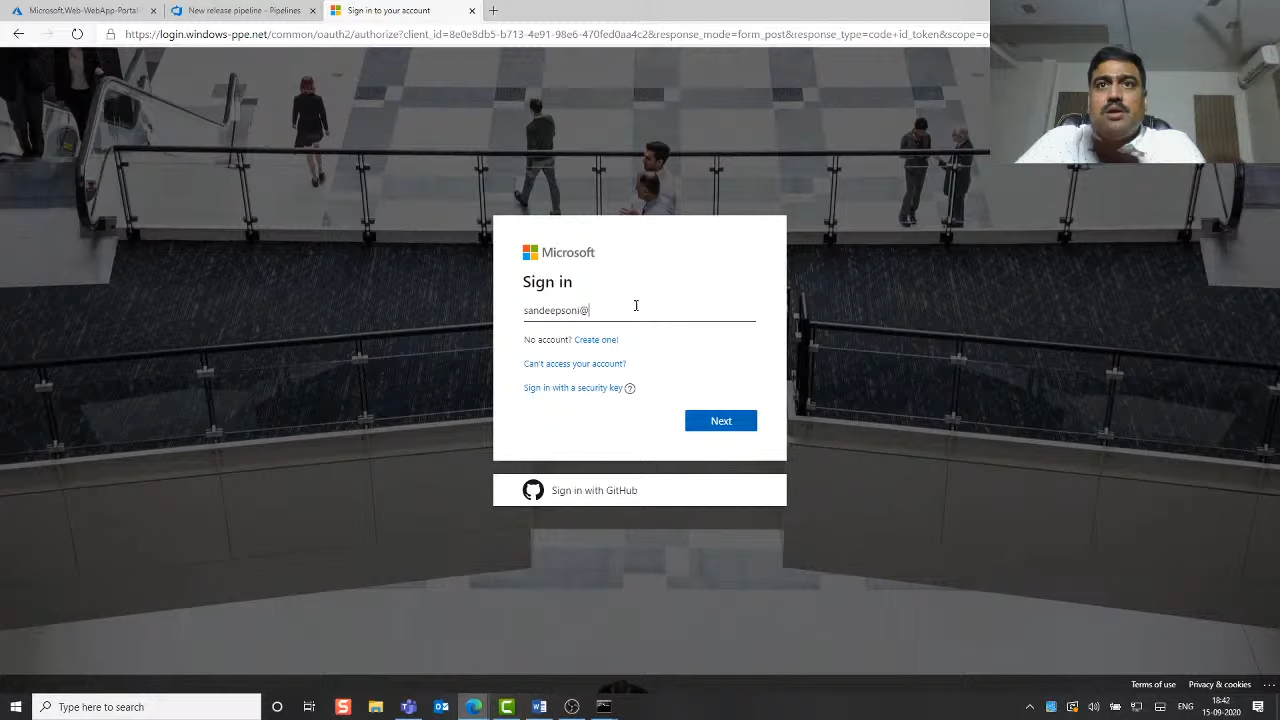 Microsoft.Web-WebApp-Portal-
New release pipeline - Pipelines
Sign in to your account
https://login.windows-ppe.net/common/oauth2/authorize?client_id=8e0e8db5-b713-4e91-98e6-470fed0aa4c2&response_mode=form_post&response_type=code+id_token&scope=o
Microsoft
Sign in
sandeepsoni@
No account? Create one!
Can't access your account?
Sign in with a security key ?
Next
Sign in with GitHub
Terms of use
Privacy & cookies
...
Type here to search
ENG
18:42
15-09-2020